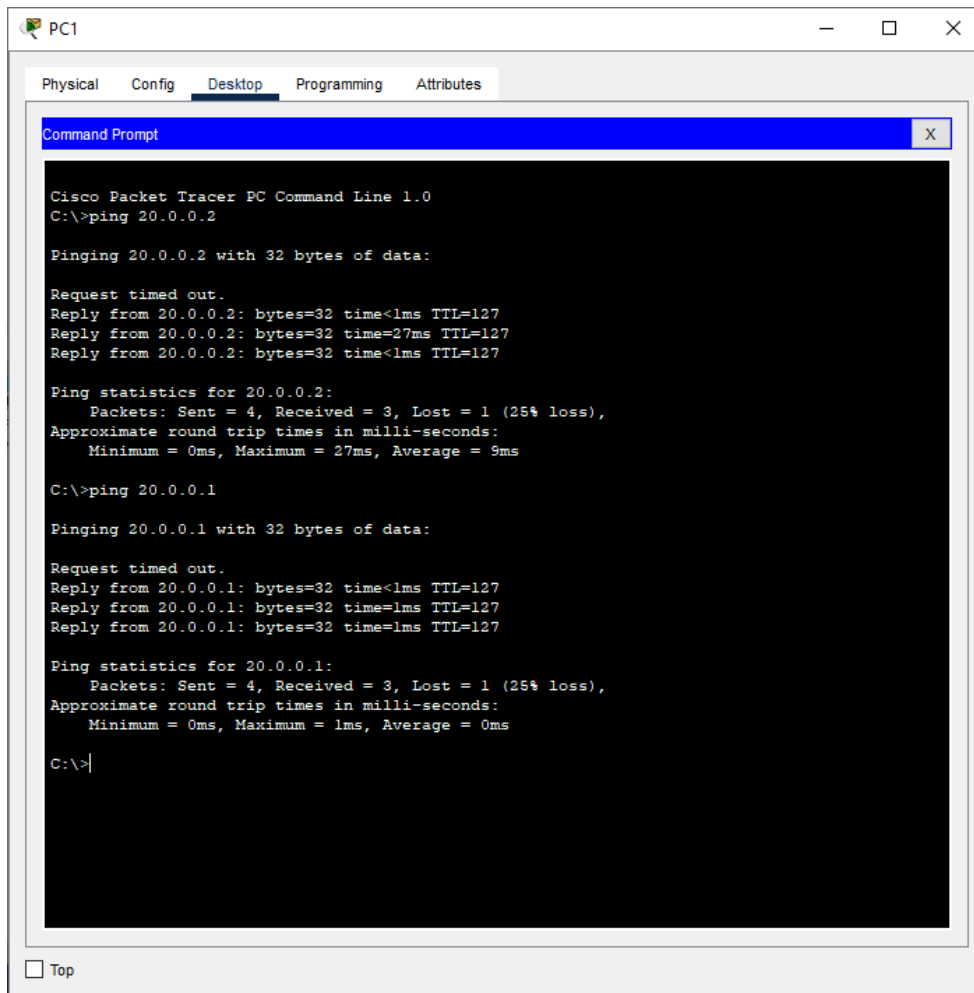 PC1
Physical Config Desktop Programming Attributes
Command Prompt X
Cisco Packet Tracer PC Command Line 1.0
C:\>ping 20.0.0.2
Pinging 20.0.0.2 with 32 bytes of data:
Request timed out.
Reply from 20.0.0.2: bytes=32 time<1ms TTL=127
Reply from 20.0.0.2: bytes=32 time=27ms TTL=127
Reply from 20.0.0.2: bytes=32 time<1ms TTL=127
Ping statistics for 20.0.0.2:
Packets: Sent = 4, Received = 3, Lost = 1 (25% loss),
Approximate round trip times in milli-seconds:
Minimum = 0ms, Maximum = 27ms, Average = 9ms
C:\>ping 20.0.0.1
Pinging 20.0.0.1 with 32 bytes of data:
Request timed out.
Reply from 20.0.0.1: bytes=32 time<1ms TTL=127
Reply from 20.0.0.1: bytes=32 time=1ms TTL=127
Reply from 20.0.0.1: bytes=32 time=1ms TTL=127
Ping statistics for 20.0.0.1:
Packets: Sent = 4, Received = 3, Lost = 1 (25% loss),
Approximate round trip times in milli-seconds:
Minimum = 0ms, Maximum = 1ms, Average = 0ms
C:\>
Top